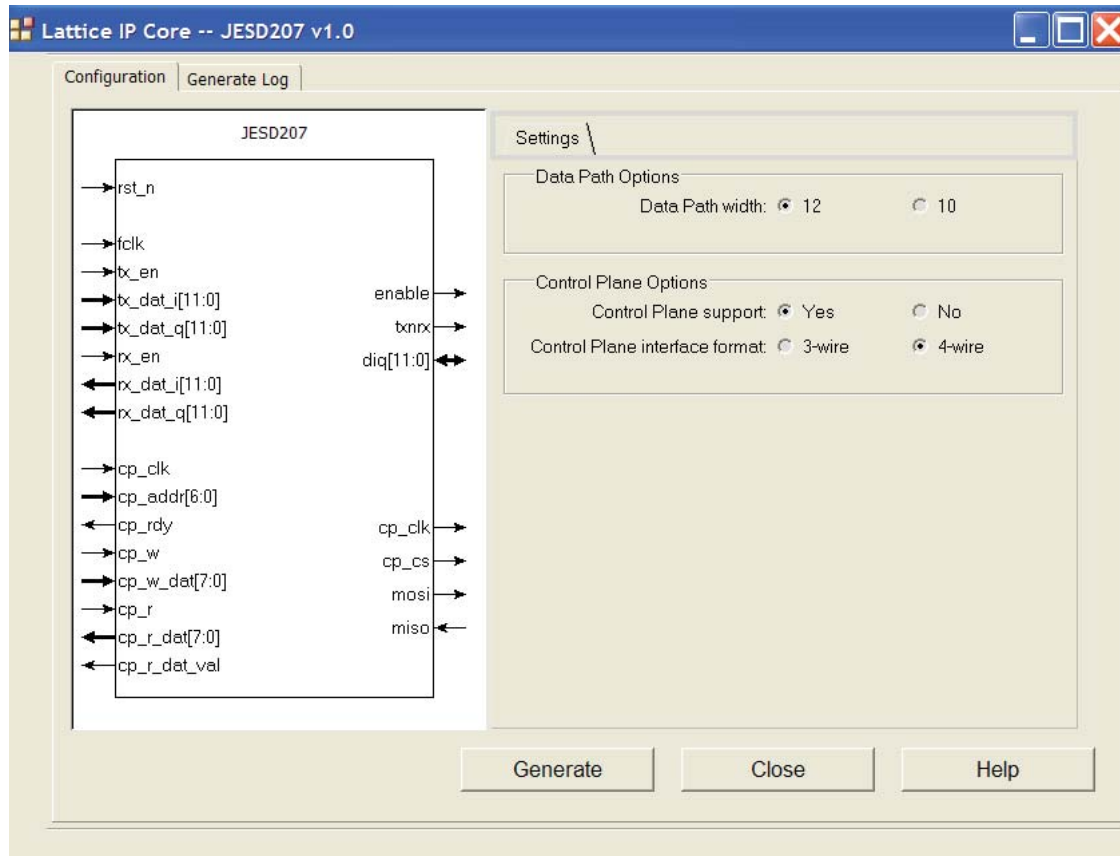 Lattice IP Core -- JESD207 v1.0
Configuration
Generate Log
JESD207
rst_n
fclk
tx_en
tx_dat_i[11:0]
tx_dat_q[11:0]
rx_en
rx_dat_i[11:0]
rx_dat_q[11:0]
cp_clk
cp_addr[6:0]
cp_rdy
cp_w
cp_w_dat[7:0]
cp_r
cp_r_dat[7:0]
cp_r_dat_val
enable
txnrx
diq[11:0]
cp_clk
cp_cs
mosi
miso
Settings
Data Path Options
Data Path width: 12 10
Control Plane Options
Control Plane support: Yes No
Control Plane interface format: 3-wire 4-wire
Generate
Close
Help